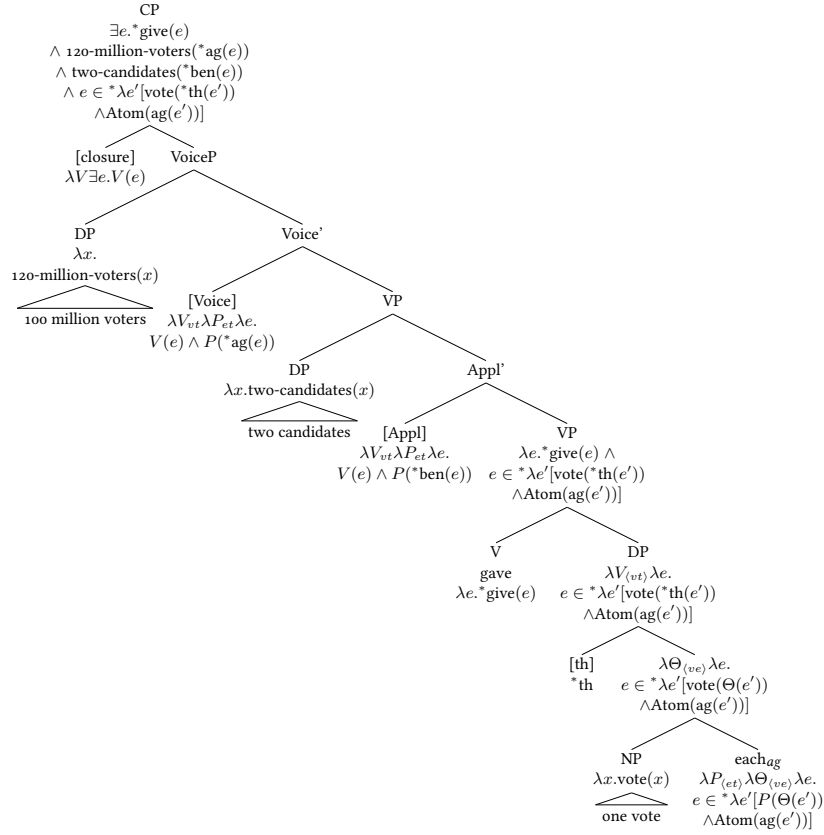 CP
∃e.*give(e)
∧ 120-million-voters(*ag(e))
∧ two-candidates(*ben(e))
∧ e ∈ *λe′[vote(*th(e′))
∧Atom(ag(e′))]
[closure]
λV∃e.V(e)
VoiceP
DP
λx.
120-million-voters(x)
100 million voters
Voice'
[Voice]
λV_vt λP_et λe.
V(e) ∧ P(*ag(e))
VP
DP
λx.two-candidates(x)
two candidates
Appl'
[Appl]
λV_vt λP_et λe.
V(e) ∧ P(*ben(e))
VP
λe.*give(e) ∧
e ∈ *λe′[vote(*th(e′))
∧Atom(ag(e′))]
V
gave
λe.*give(e)
DP
λV_⟨vt⟩ λe.
e ∈ *λe′[vote(*th(e′))
∧Atom(ag(e′))]
[th]
*th
λΘ_⟨ve⟩ λe.
e ∈ *λe′[vote(Θ(e′))
∧Atom(ag(e′))]
NP
λx.vote(x)
one vote
each_ag
λP_⟨et⟩ λΘ_⟨ve⟩ λe.
e ∈ *λe′[P(Θ(e′))
∧Atom(ag(e′))]